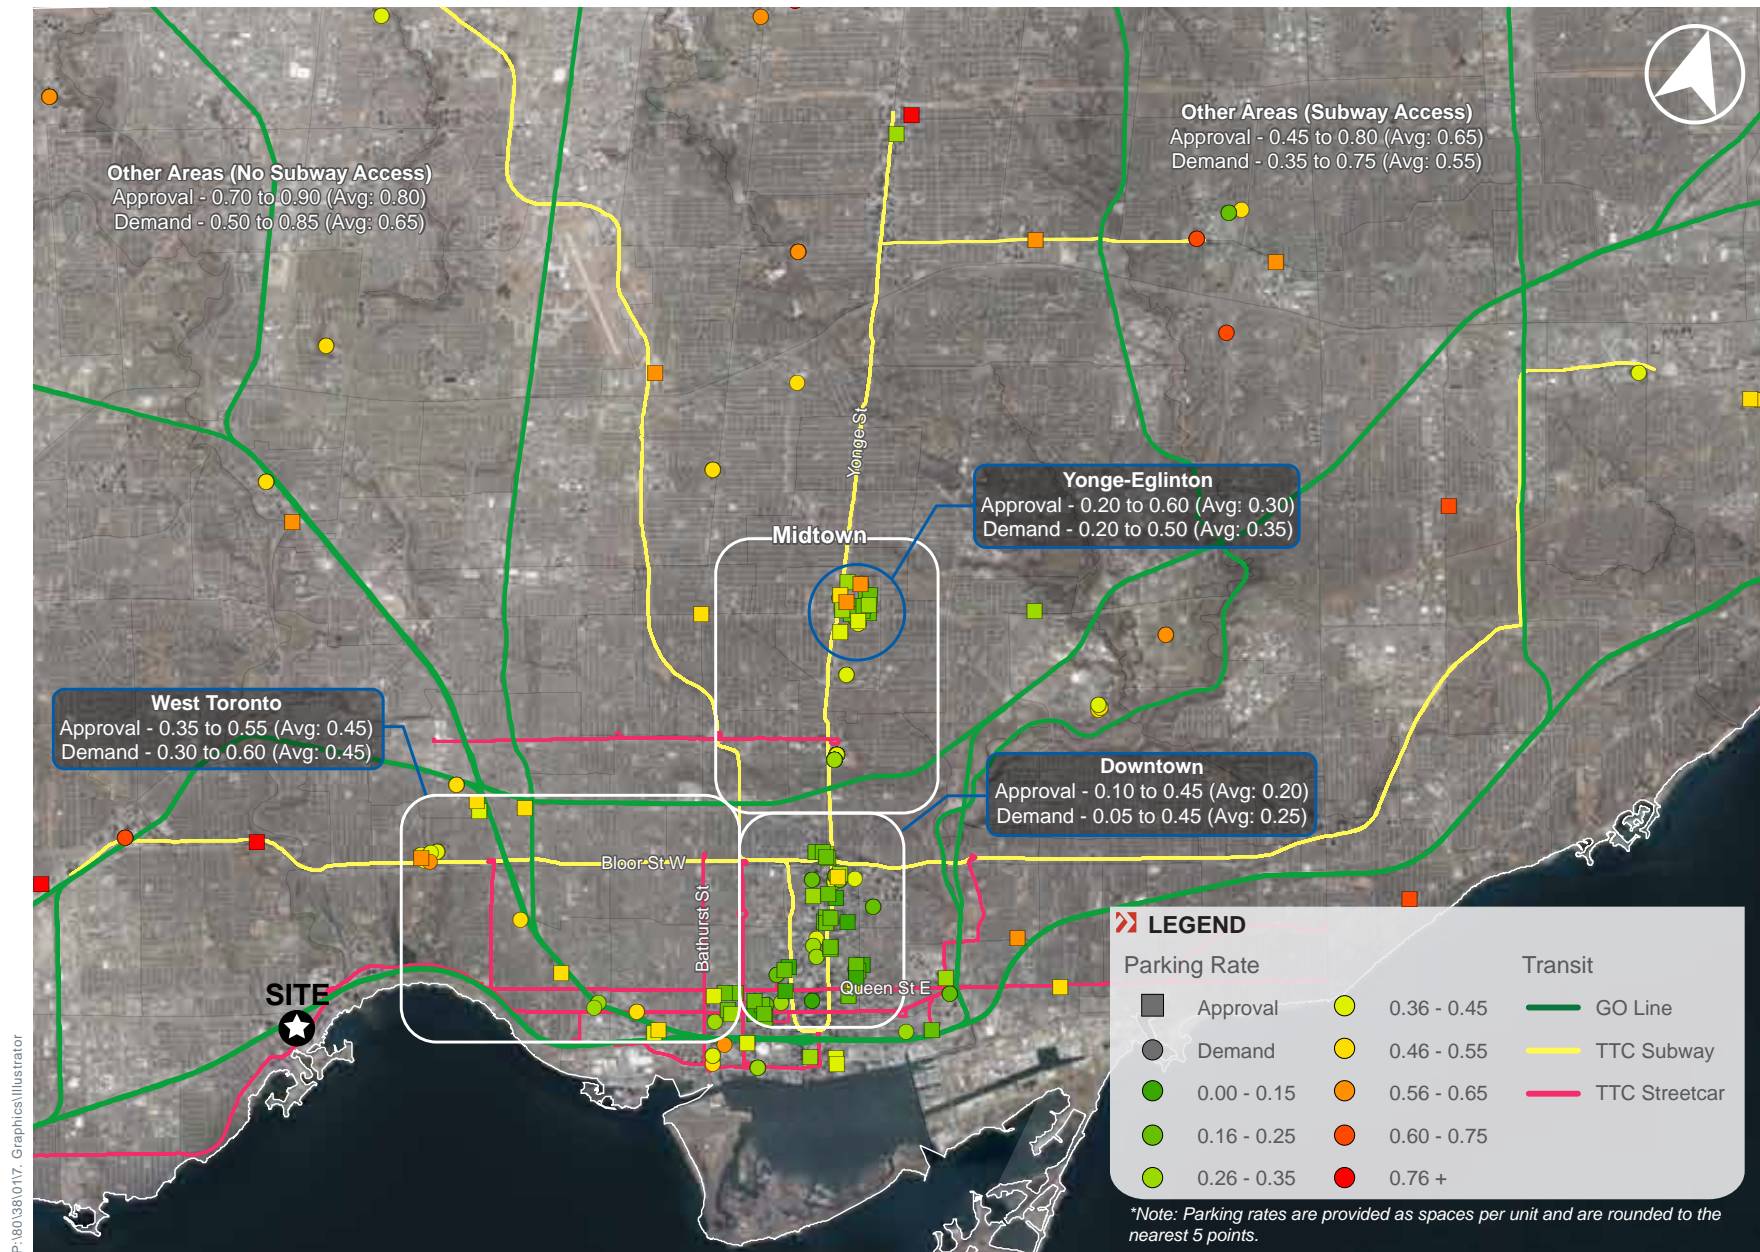 Other Areas (No Subway Access)
Approval - 0.70 to 0.90 (Avg: 0.80)
Demand - 0.50 to 0.85 (Avg: 0.65)
Other Areas (Subway Access)
Approval - 0.45 to 0.80 (Avg: 0.65)
Demand - 0.35 to 0.75 (Avg: 0.55)
Yonge St
Yonge-Eglinton
Approval - 0.20 to 0.60 (Avg: 0.30)
Demand - 0.20 to 0.50 (Avg: 0.35)
Midtown
West Toronto
Approval - 0.35 to 0.55 (Avg: 0.45)
Demand - 0.30 to 0.60 (Avg: 0.45)
Downtown
Approval - 0.10 to 0.45 (Avg: 0.20)
Demand - 0.05 to 0.45 (Avg: 0.25)
Bloor St W
Bathurst St
Queen St E
SITE
LEGEND
Parking Rate
Approval
Demand
0.00 - 0.15
0.16 - 0.25
0.26 - 0.35
0.36 - 0.45
0.46 - 0.55
0.56 - 0.65
0.60 - 0.75
0.76 +
Transit
GO Line
TTC Subway
TTC Streetcar
*Note: Parking rates are provided as spaces per unit and are rounded to the
nearest 5 points.
P:\80\38\01\7. Graphics\Illustrator